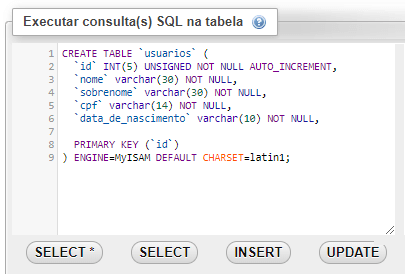 Executar consulta(s) SQL na tabela ?
1 CREATE TABLE `usuarios` (
2 `id` INT(5) UNSIGNED NOT NULL AUTO_INCREMENT,
3 `nome` varchar(30) NOT NULL,
4 `sobrenome` varchar(30) NOT NULL,
5 `cpf` varchar(14) NOT NULL,
6 `data_de_nascimento` varchar(10) NOT NULL,
7
8 PRIMARY KEY (`id`)
9 ) ENGINE=MyISAM DEFAULT CHARSET=latin1;
SELECT * SELECT INSERT UPDATE